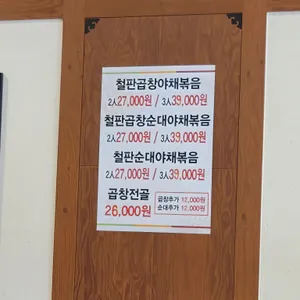 철판곱창야채볶음
2人27,000원 / 3人39,000원
철판곱창순대야채볶음
2人27,000원 / 3人39,000원
철판순대야채볶음
2人27,000원 / 3人39,000원
곱창전골
26,000원
곱창추가 12,000원
순대추가 12,000원